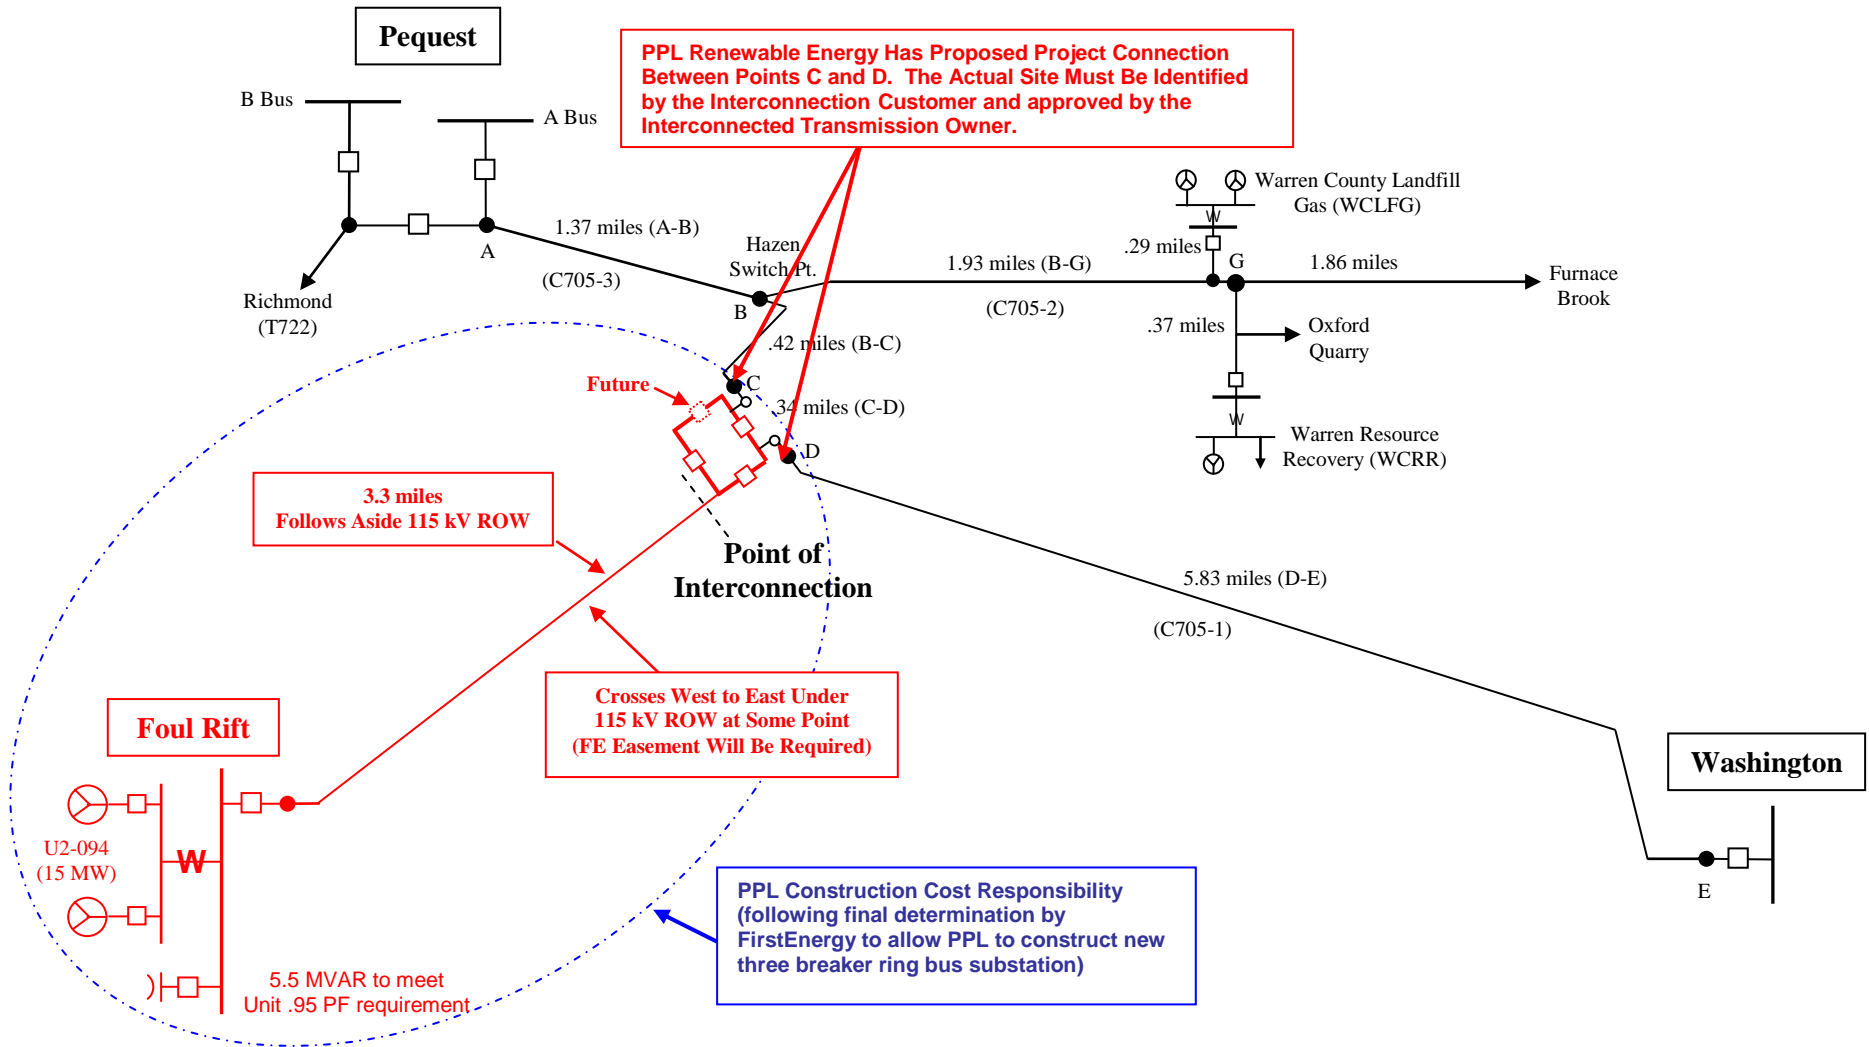 Pequest
PPL Renewable Energy Has Proposed Project Connection
Between Points C and D.  The Actual Site Must Be Identified
by the Interconnection Customer and approved by the
Interconnected Transmission Owner.
B Bus
A Bus
Warren County Landfill
Gas (WCLFG)
W
1.37 miles (A-B)
A
(C705-3)
Hazen
Switch Pt.
B
1.93 miles (B-G)
(C705-2)
.29 miles
G
1.86 miles
Furnace
Brook
Richmond
(T722)
.37 miles
Oxford
Quarry
.42 miles (B-C)
Future
C
.34 miles (C-D)
D
W
Warren Resource
Recovery (WCRR)
3.3 miles
Follows Aside 115 kV ROW
Point of
Interconnection
5.83 miles (D-E)
(C705-1)
Crosses West to East Under
115 kV ROW at Some Point
(FE Easement Will Be Required)
Foul Rift
Washington
U2-094
(15 MW)
W
E
PPL Construction Cost Responsibility
(following final determination by
FirstEnergy to allow PPL to construct new
three breaker ring bus substation)
5.5 MVAR to meet
Unit .95 PF requirement